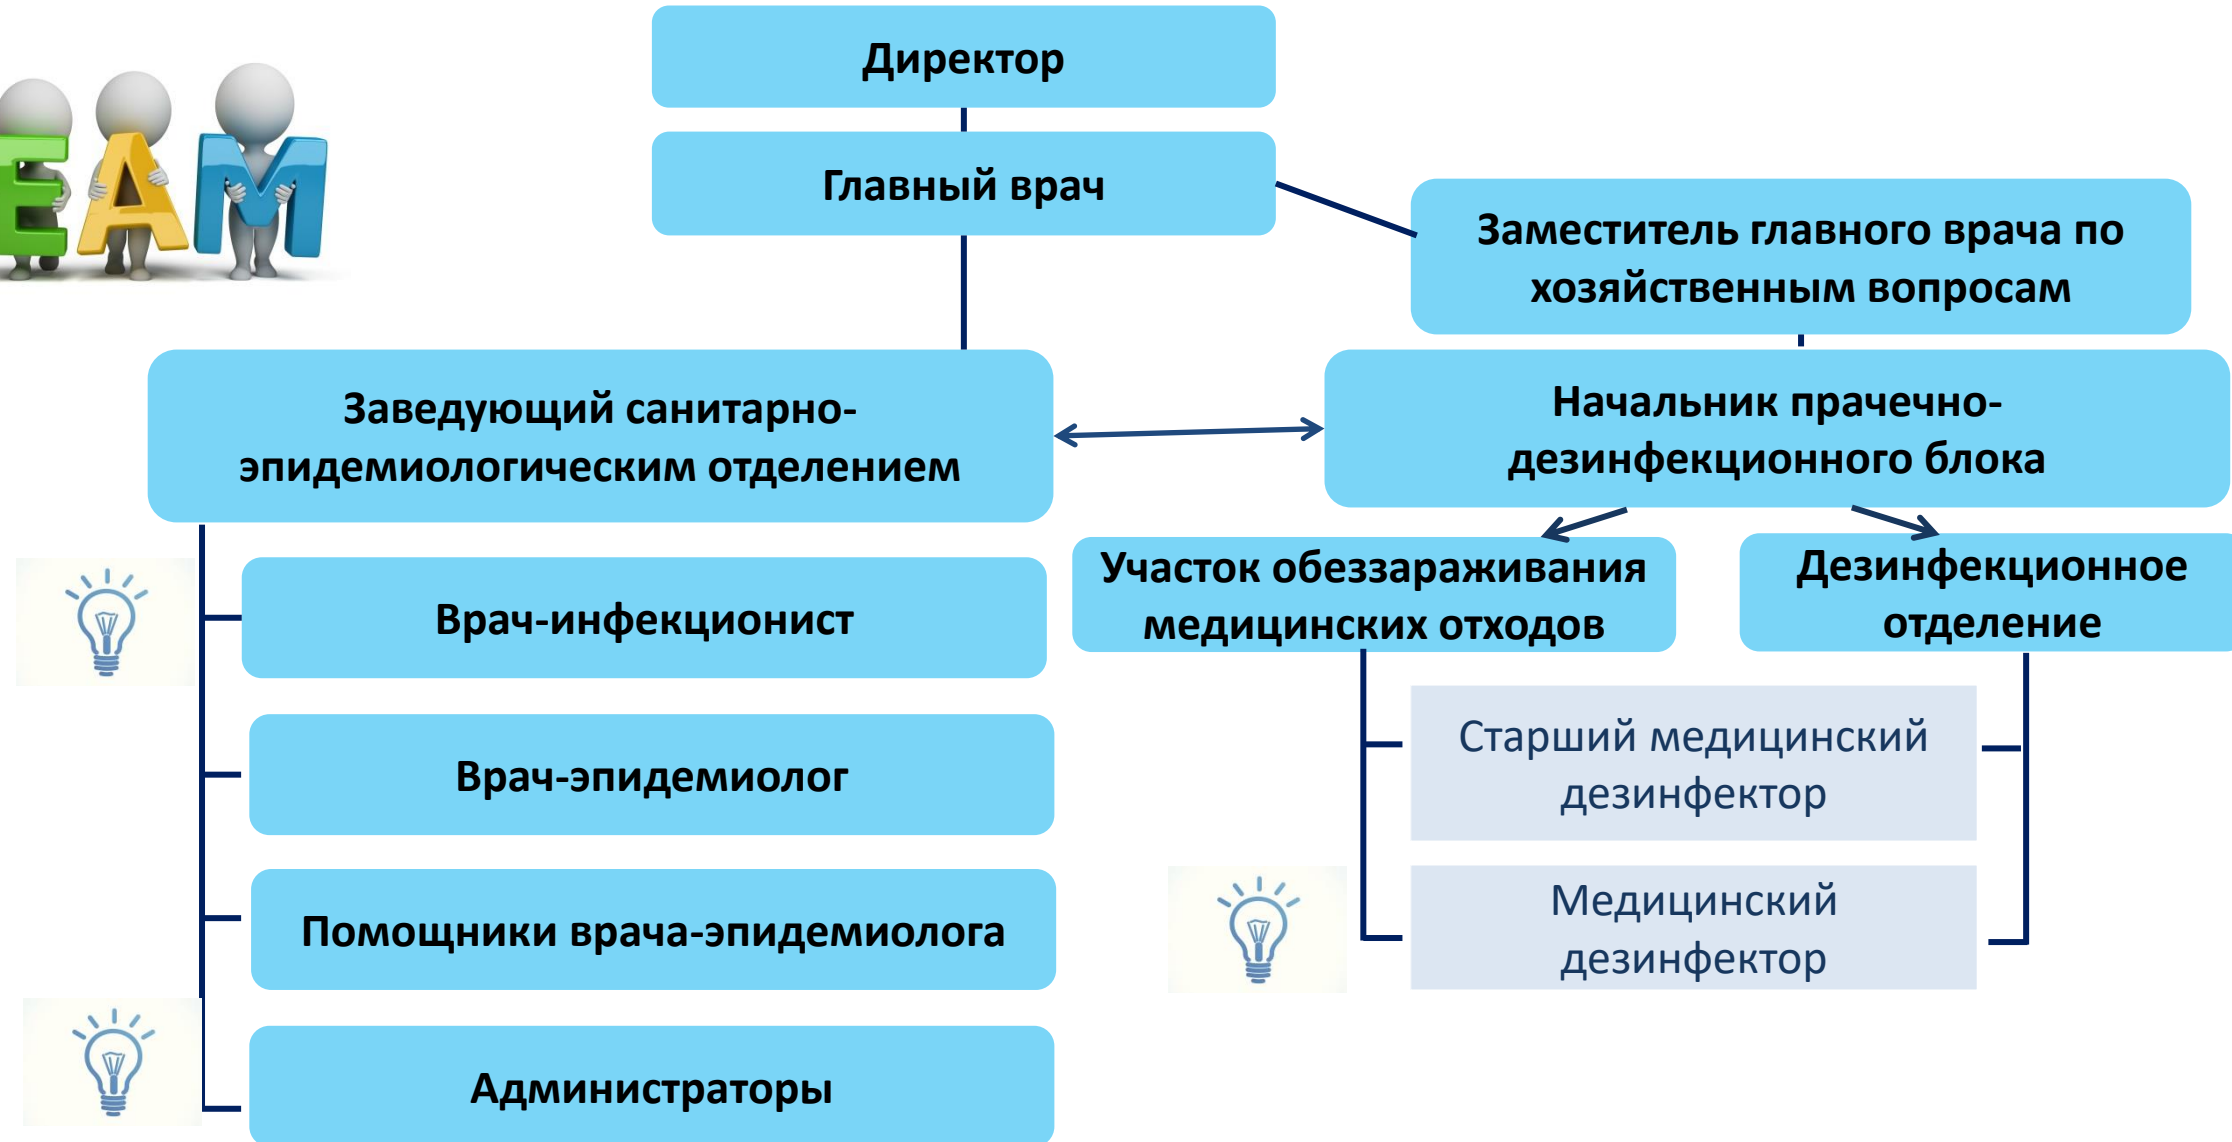 EAM
Директор
Главный врач
Заместитель главного врача по
хозяйственным вопросам
Заведующий санитарно-
эпидемиологическим отделением
Начальник прачечно-
дезинфекционного блока
Участок обеззараживания
медицинских отходов
Дезинфекционное
отделение
Врач-инфекционист
Врач-эпидемиолог
Помощники врача-эпидемиолога
Администраторы
Старший медицинский
дезинфектор
Медицинский
дезинфектор